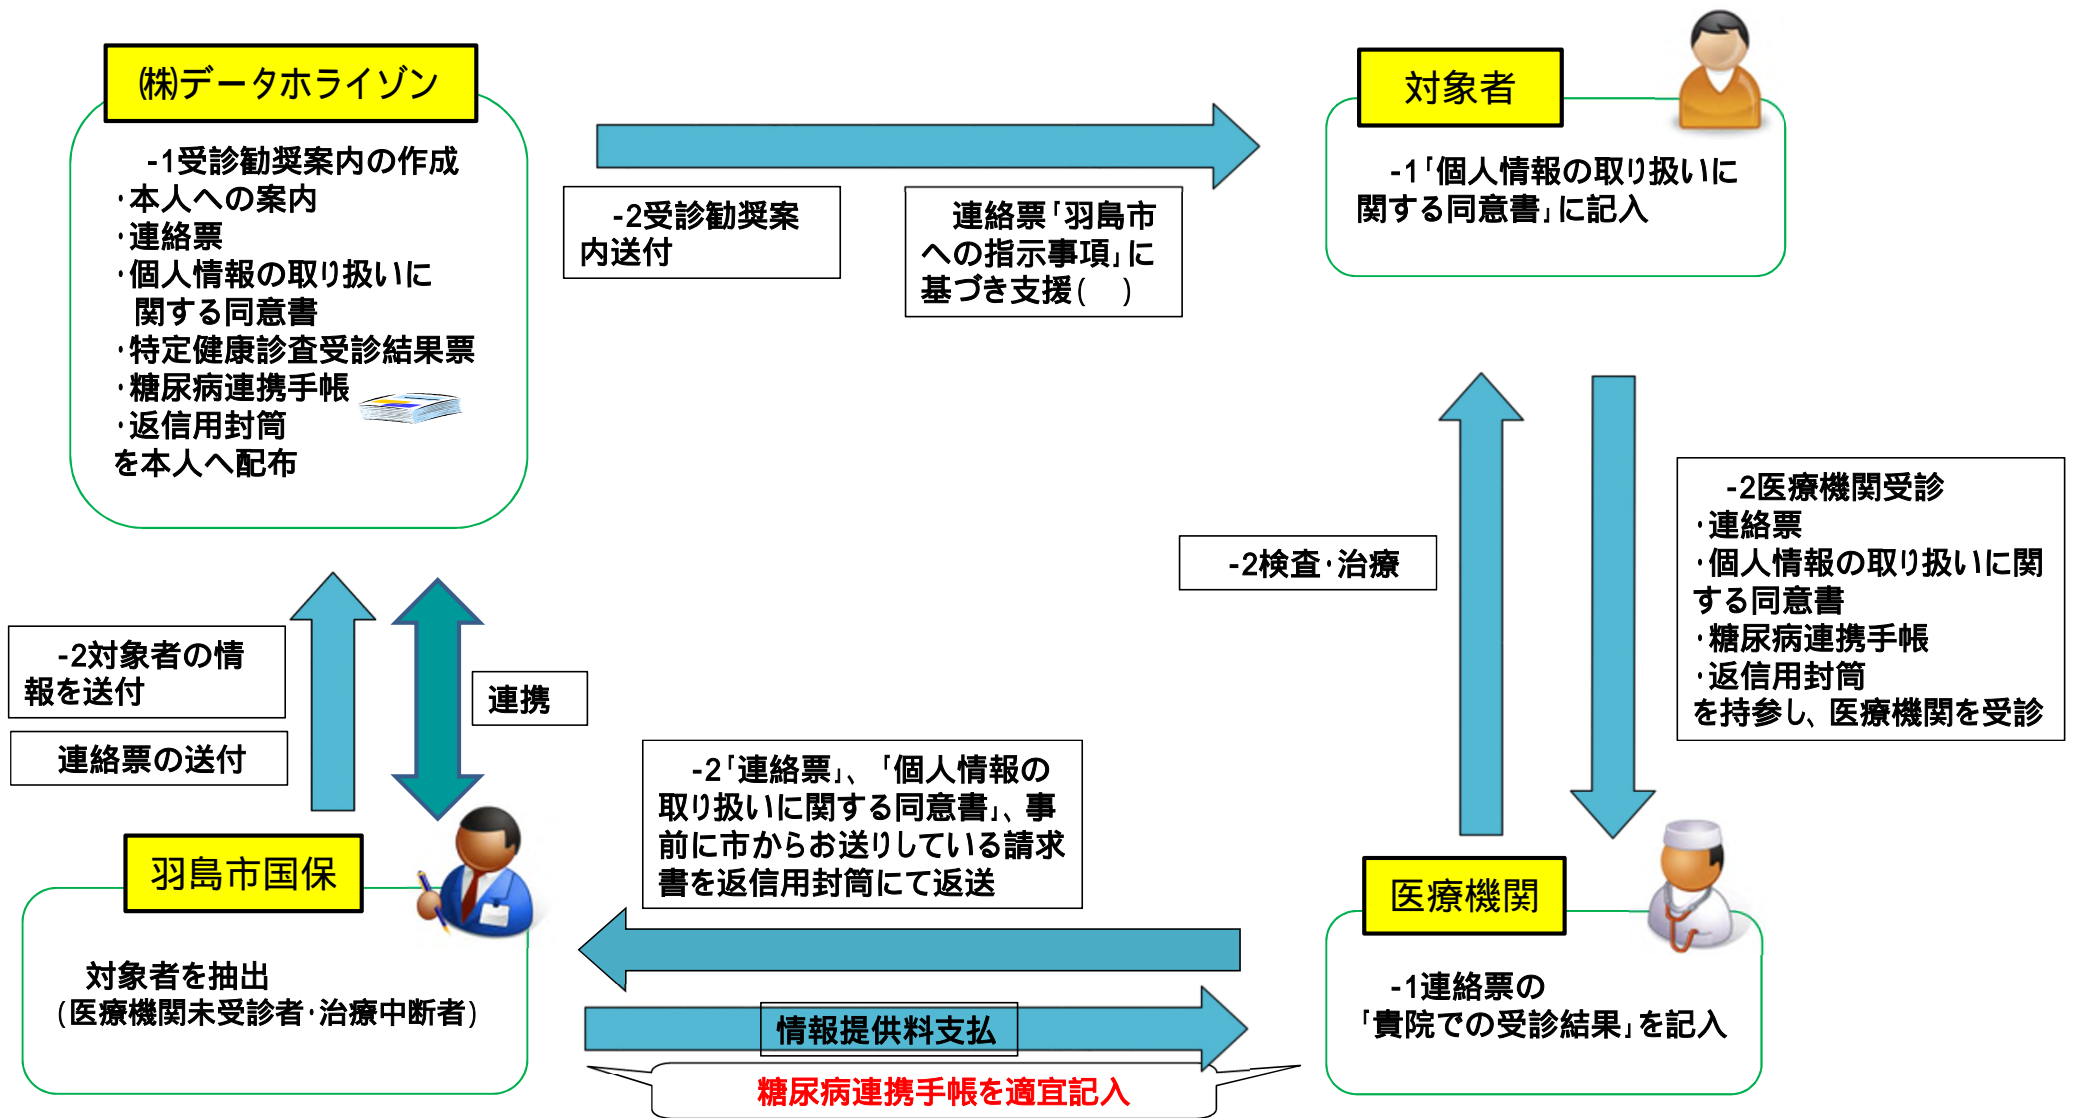 ㈱データホライゾン
-1受診勧奨案内の作成
・本人への案内
・連絡票
・個人情報の取り扱いに
関する同意書
・特定健康診査受診結果票
・糖尿病連携手帳
・返信用封筒
を本人へ配布
-2受診勧奨案
内送付
連絡票「羽島市
への指示事項」に
基づき支援(　)
対象者
-1「個人情報の取り扱いに
関する同意書」に記入
-2検査・治療
-2医療機関受診
・連絡票
・個人情報の取り扱いに関
する同意書
・糖尿病連携手帳
・返信用封筒
を持参し、医療機関を受診
-2対象者の情
報を送付
連絡票の送付
連携
-2「連絡票」、「個人情報の
取り扱いに関する同意書」、事
前に市からお送りしている請求
書を返信用封筒にて返送
羽島市国保
対象者を抽出
(医療機関未受診者・治療中断者)
情報提供料支払
糖尿病連携手帳を適宜記入
医療機関
-1連絡票の
「貴院での受診結果」を記入